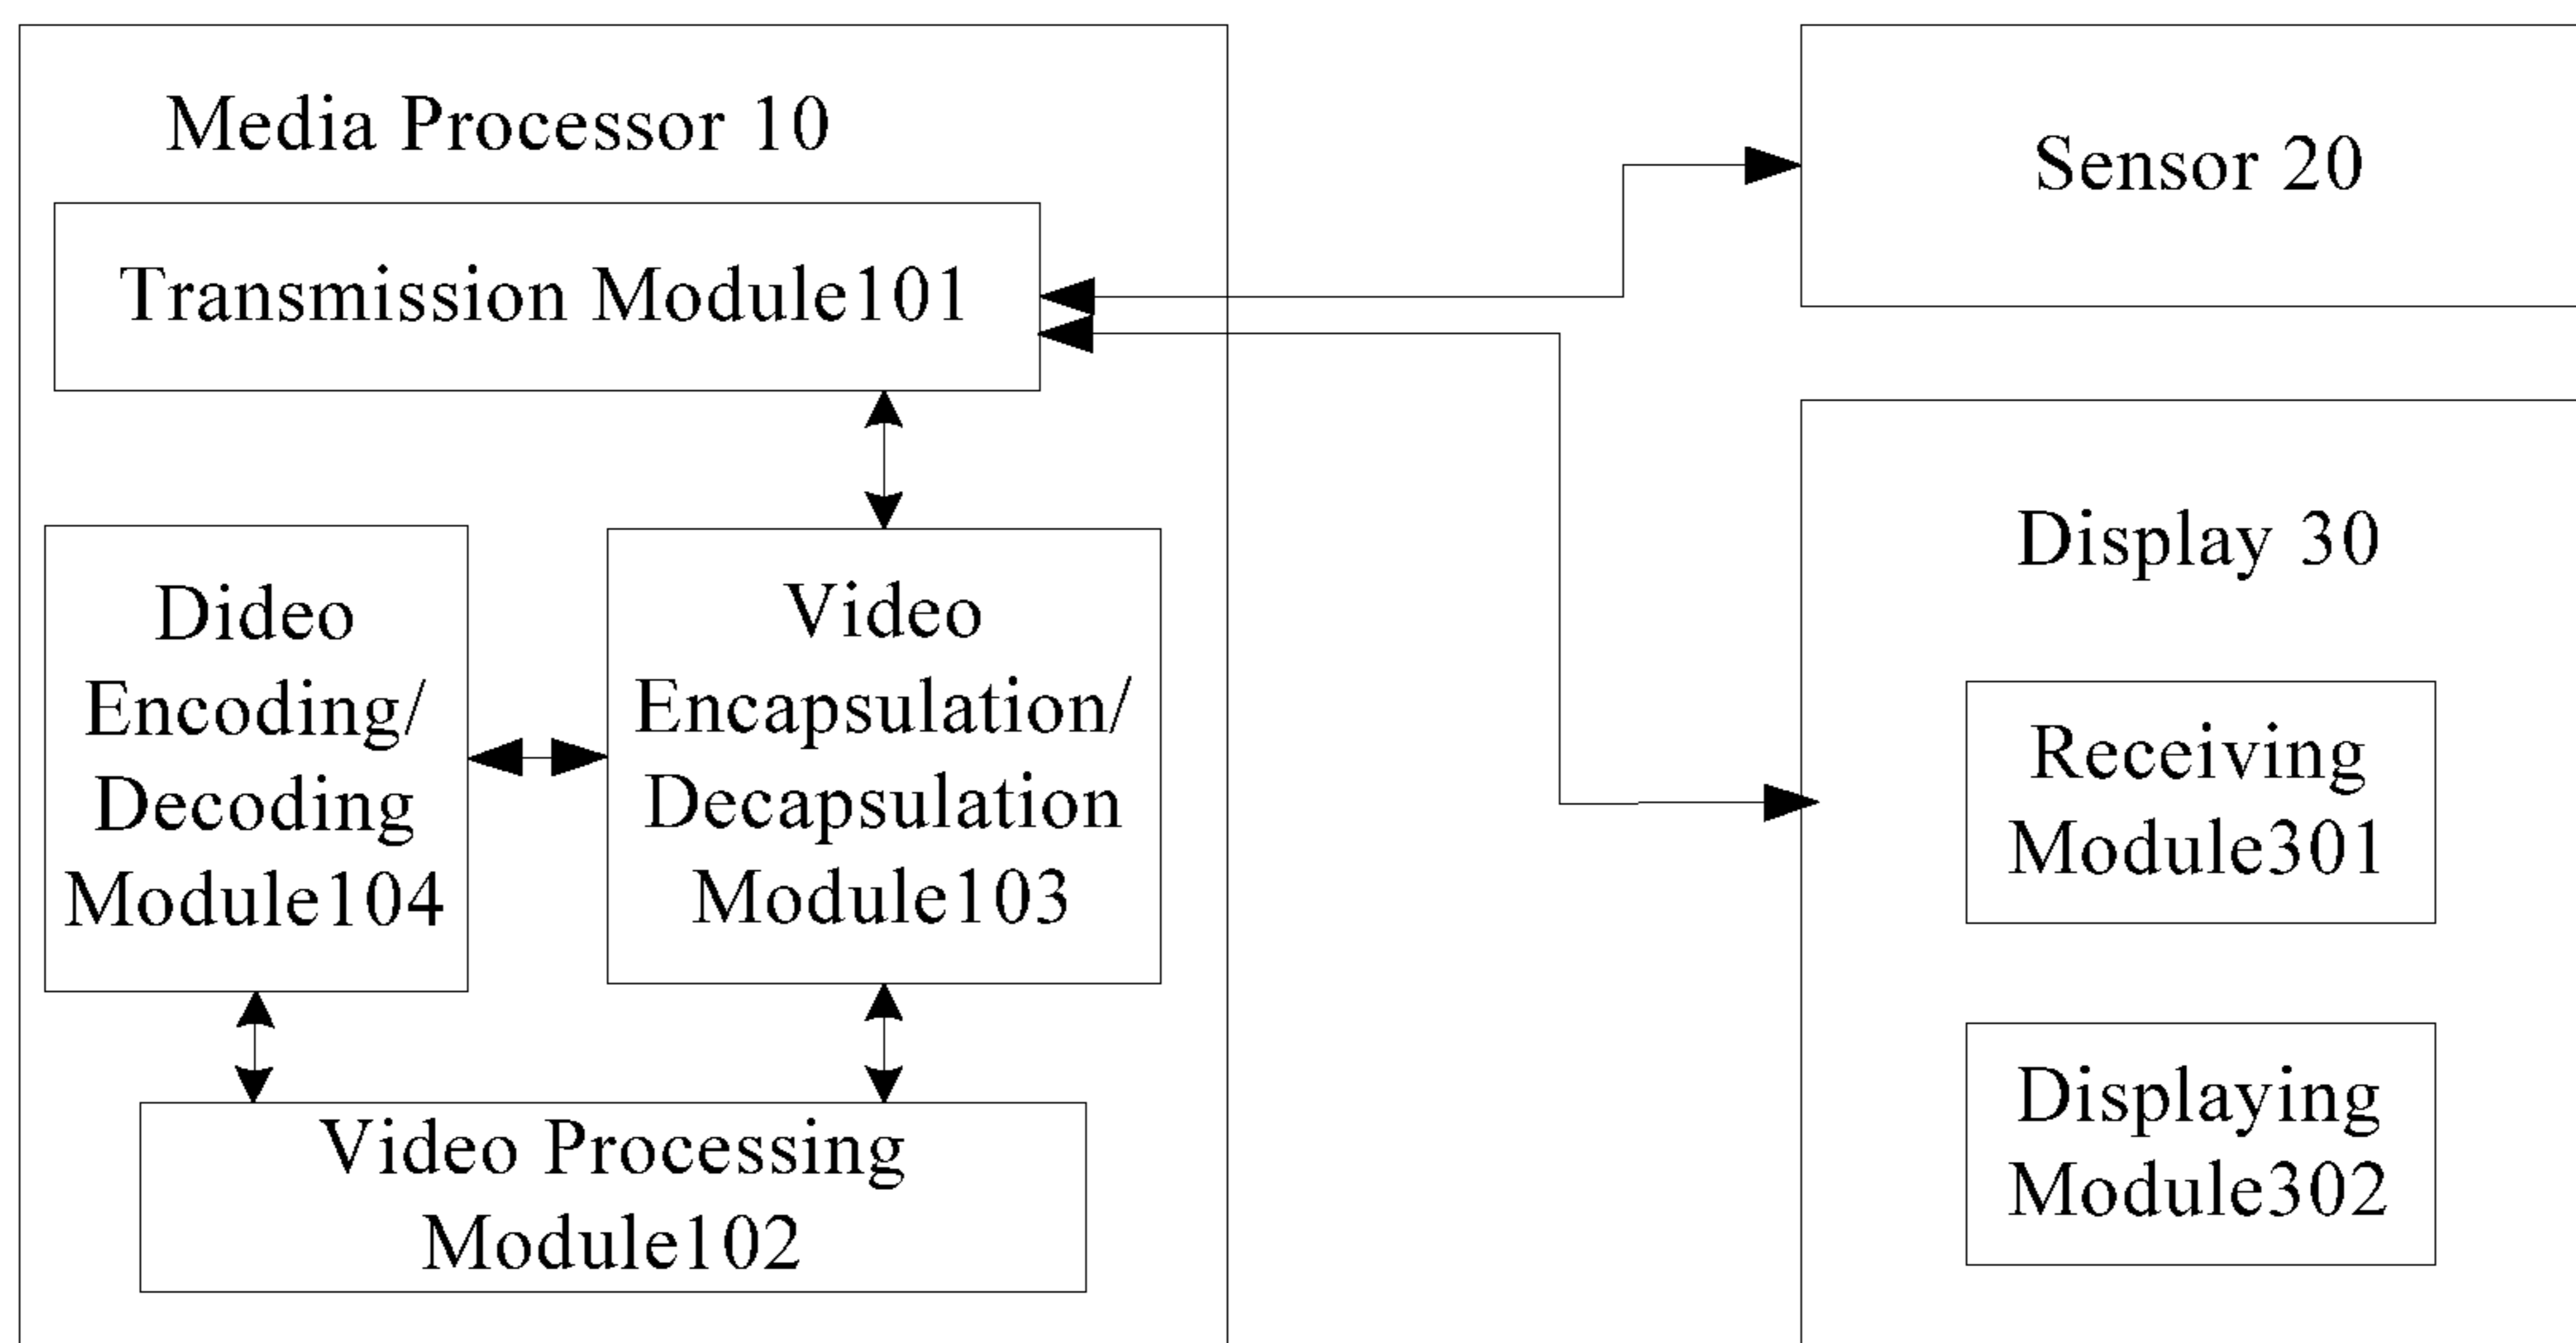 Media Processor 10
Transmission Module101
Dideo
Encoding/
Decoding
Module104
Video
Encapsulation/
Decapsulation
Module103
Video Processing
Module102
Sensor 20
Display 30
Receiving
Module301
Displaying
Module302